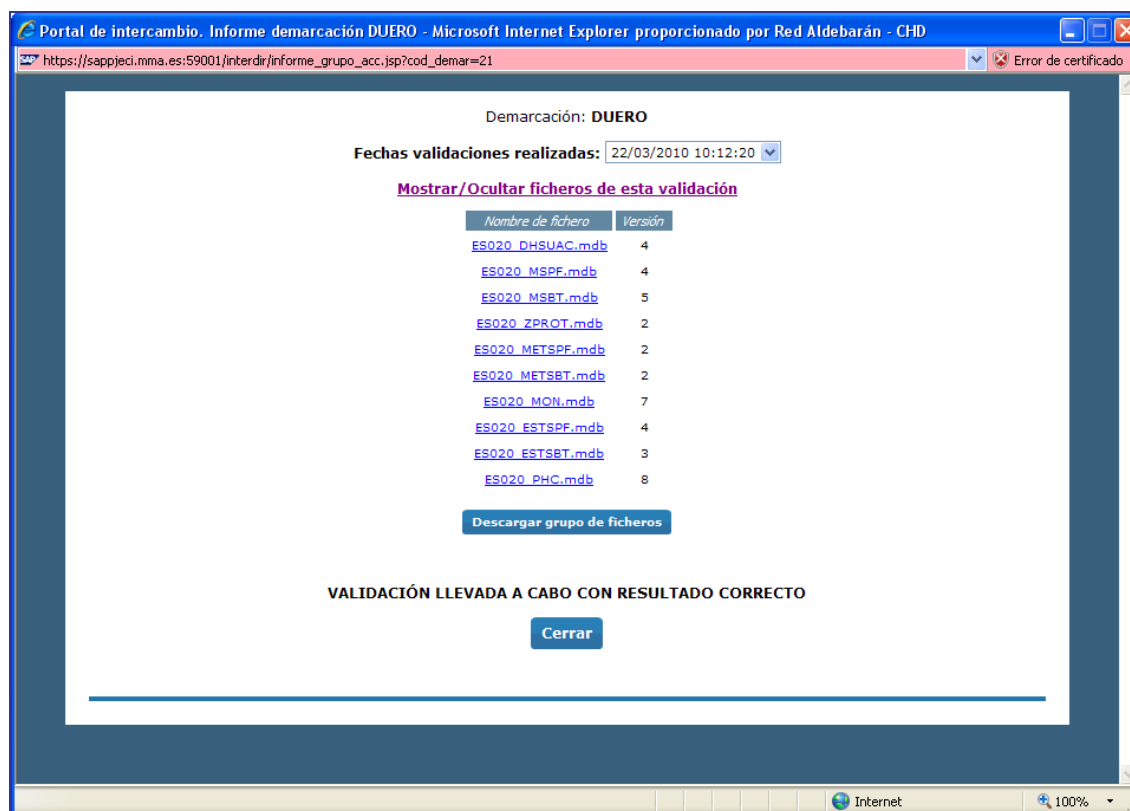 Portal de intercambio. Informe demarcación DUERO - Microsoft Internet Explorer proporcionado por Red Aldebarán - CHD
SAP https://sappjeci.mma.es:59001/interdir/informe_grupo_acc.jsp?cod_demar=21 Error de certificado
Demarcación: DUERO
Fechas validaciones realizadas: 22/03/2010 10:12:20
Mostrar/Ocultar ficheros de esta validación
Nombre de fichero Versión
ES020_DHSUAC.mdb 4
ES020_MSPF.mdb 4
ES020_MSBT.mdb 5
ES020_ZPROT.mdb 2
ES020_METSPF.mdb 2
ES020_METSBT.mdb 2
ES020_MON.mdb 7
ES020_ESTSPF.mdb 4
ES020_ESTSBT.mdb 3
ES020_PHC.mdb 8
Descargar grupo de ficheros
VALIDACIÓN LLEVADA A CABO CON RESULTADO CORRECTO
Cerrar
Internet 100%